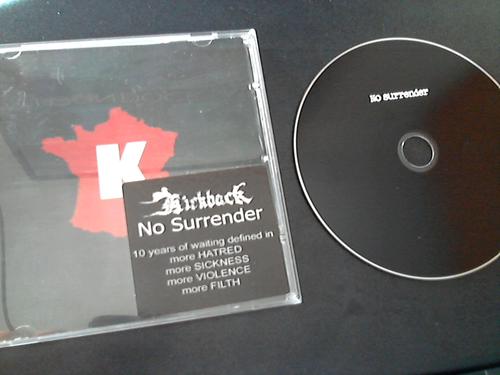 K
Kickback
No Surrender
10 years of waiting defined in
more HATRED
more SICKNESS
more VIOLENCE
more FILTH
No surrender